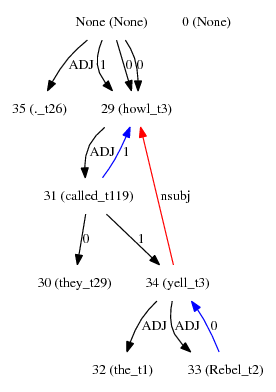 None (None) 0 (None)
ADJ 1 0 0
35 (._t26) 29 (howl_t3)
ADJ 1
nsubj
31 (called_t119)
0 1
30 (they_t29) 34 (yell_t3)
ADJ ADJ 0
32 (the_t1) 33 (Rebel_t2)